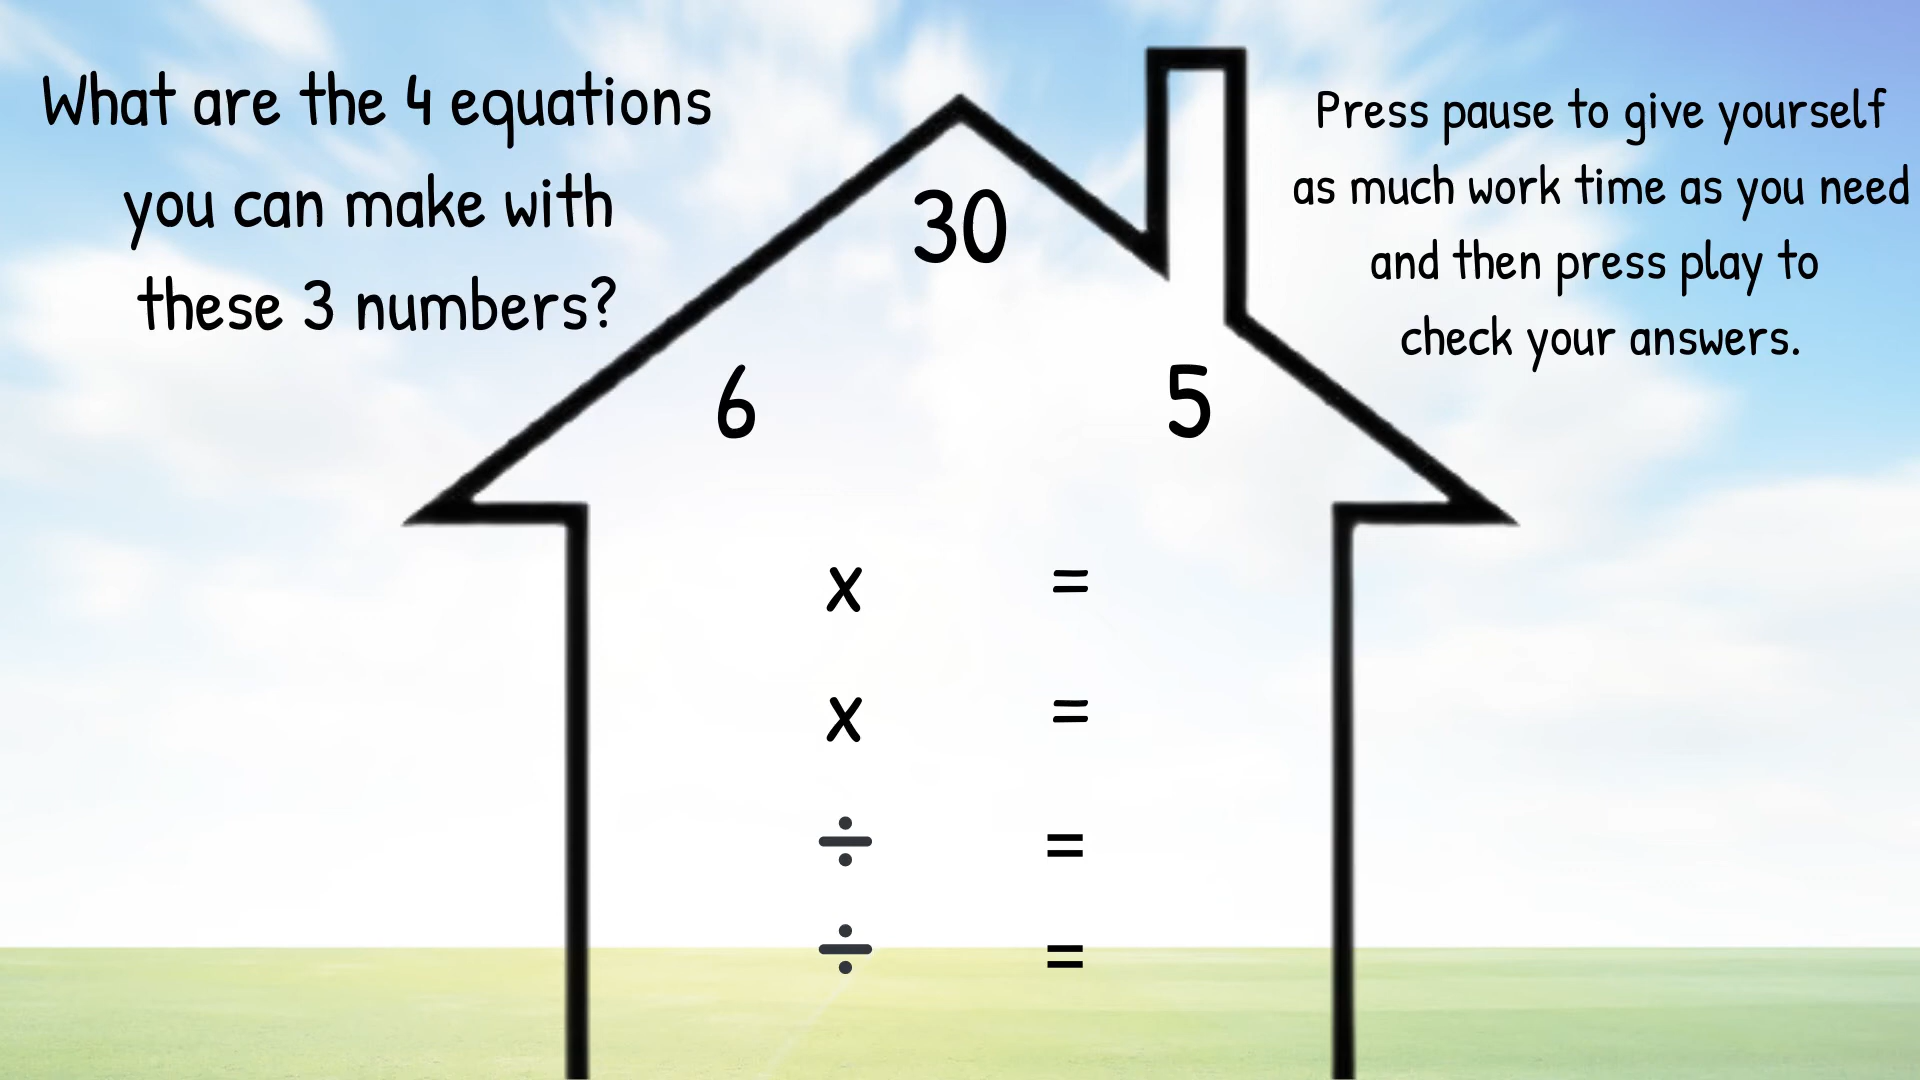 What are the 4 equations
you can make with
these 3 numbers?
Press pause to give yourself
as much work time as you need
and then press play to
check your answers.
30
6 5
x =
x =
÷ =
÷ =